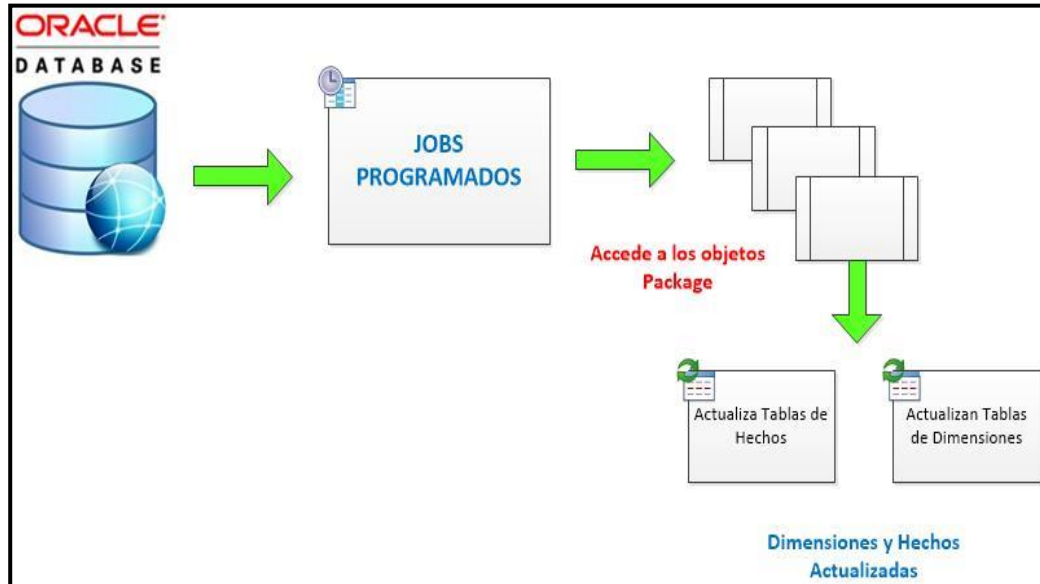 ORACLE
DATABASE
JOBS
PROGRAMADOS
Accede a los objetos
Package
Actualiza Tablas de
Hechos
Actualizan Tablas
de Dimensiones
Dimensiones y Hechos
Actualizadas